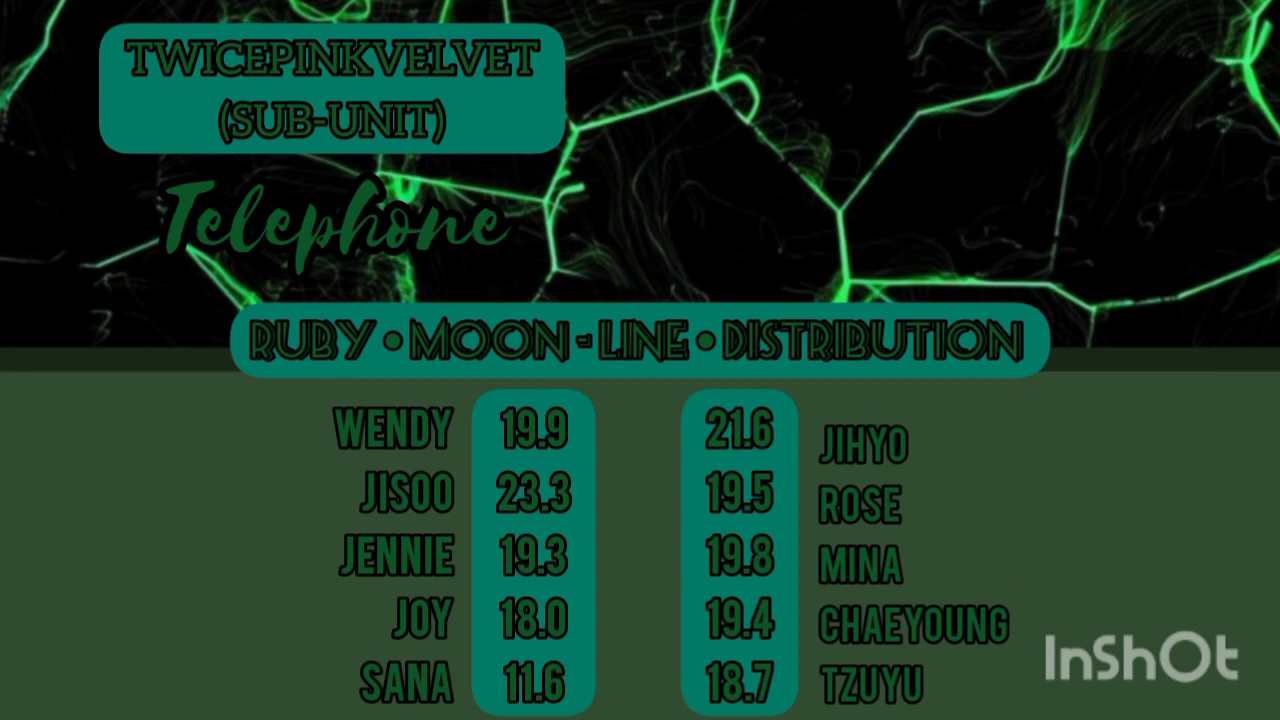 TWICEPINKVELVET
(SUB-UNIT)
Telephone
RUBY • MOON - LINE • DISTRIBUTION
WENDY 19.9 21.6 JIHYO
JISOO 23.3 19.5 ROSE
JENNIE 19.3 19.8 MINA
JOY 18.0 19.4 CHAEYOUNG
SANA 11.6 18.7 TZUYU
InShOt